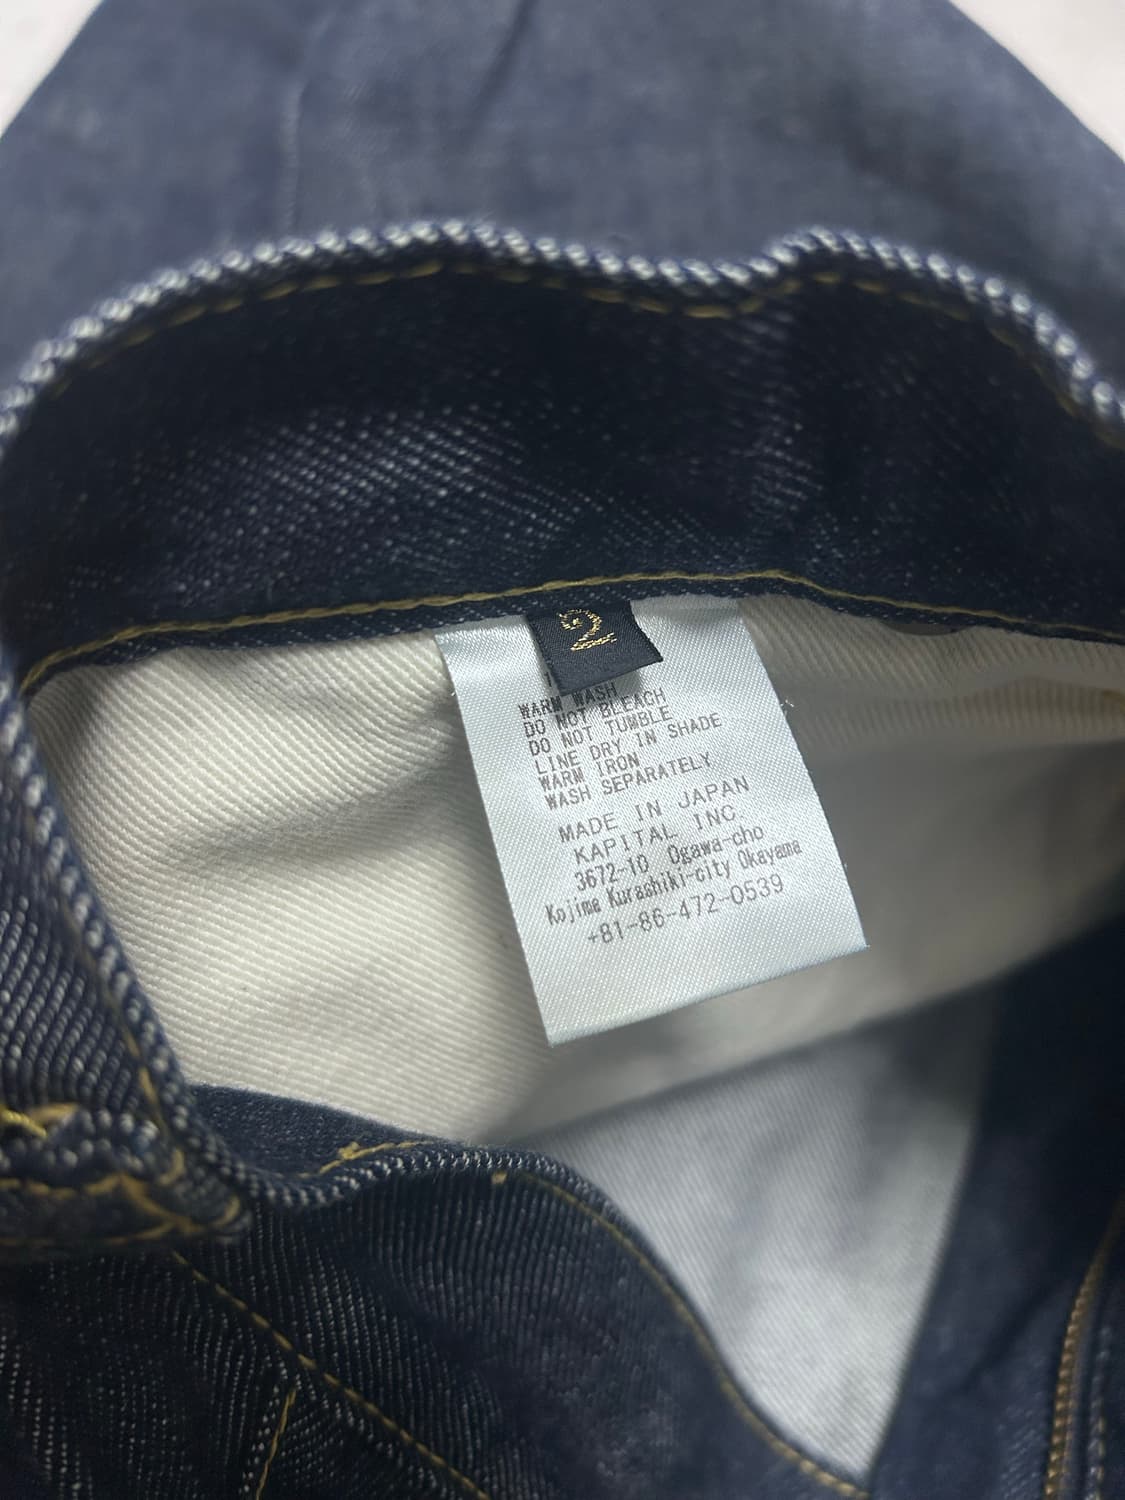 2
WARM WASH
DO NOT BLEACH
DO NOT TUMBLE
LINE DRY IN SHADE
WARM IRON
WASH SEPARATELY
MADE IN JAPAN
KAPITAL INC.
3672-10 Ogawa-cho
Kojima Kurashiki-city Okayama
+81-86-472-0539